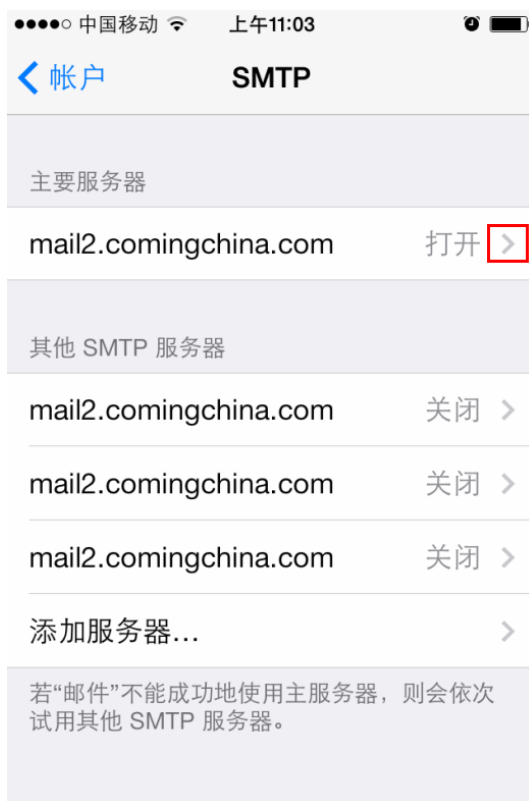 中国移动 上午11:03
帐户 SMTP
主要服务器
mail2.comingchina.com 打开
其他 SMTP 服务器
mail2.comingchina.com 关闭
mail2.comingchina.com 关闭
mail2.comingchina.com 关闭
添加服务器...
若“邮件”不能成功地使用主服务器，则会依次
试用其他 SMTP 服务器。